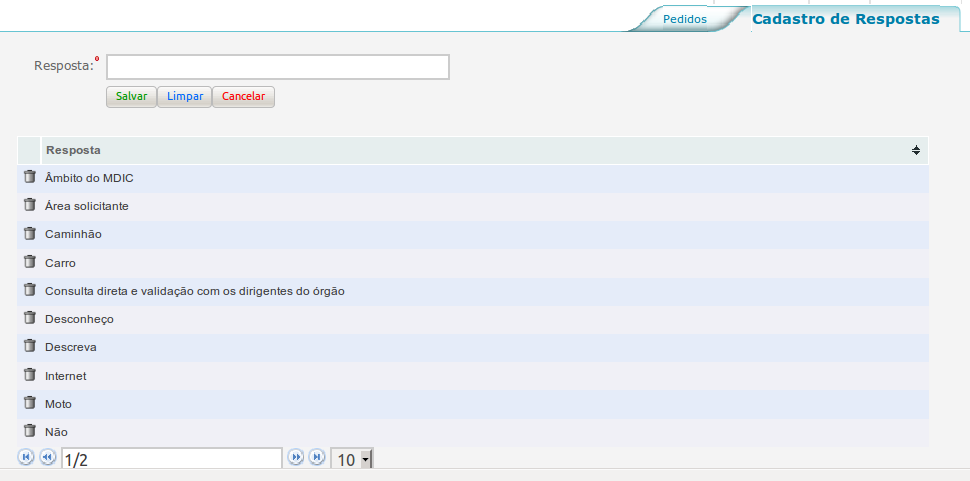 Pedidos
Cadastro de Respostas
Resposta:
Salvar Limpar Cancelar
Resposta
Âmbito do MDIC
Área solicitante
Caminhão
Carro
Consulta direta e validação com os dirigentes do órgão
Desconheço
Descreva
Internet
Moto
Não
1/2 10